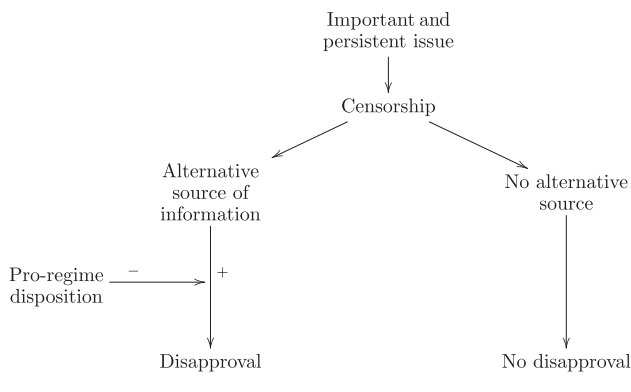 Important and
persistent issue
Censorship
Alternative
source of
information
No alternative
source
Pro-regime
disposition
−
+
Disapproval
No disapproval